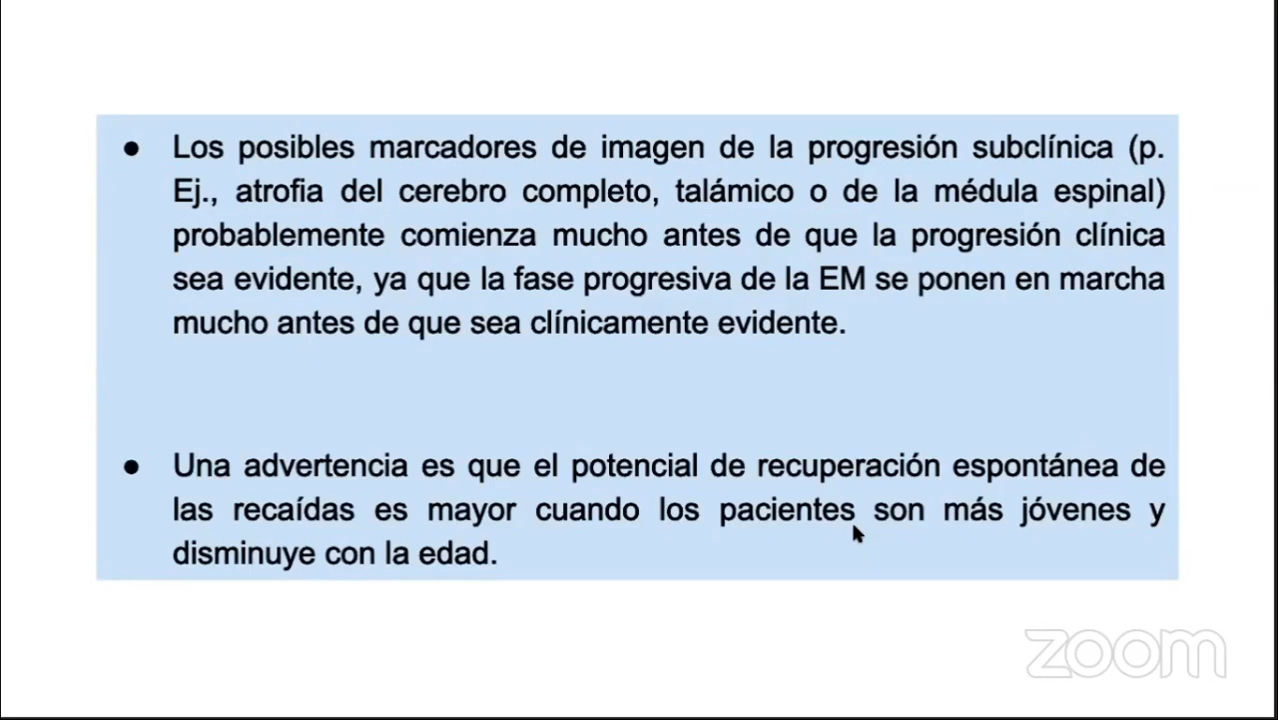 ● Los posibles marcadores de imagen de la progresión subclínica (p.
Ej., atrofia del cerebro completo, talámico o de la médula espinal)
probablemente comienza mucho antes de que la progresión clínica
sea evidente, ya que la fase progresiva de la EM se ponen en marcha
mucho antes de que sea clínicamente evidente.
● Una advertencia es que el potencial de recuperación espontánea de
las recaídas es mayor cuando los pacientes son más jóvenes y
disminuye con la edad.
zoom